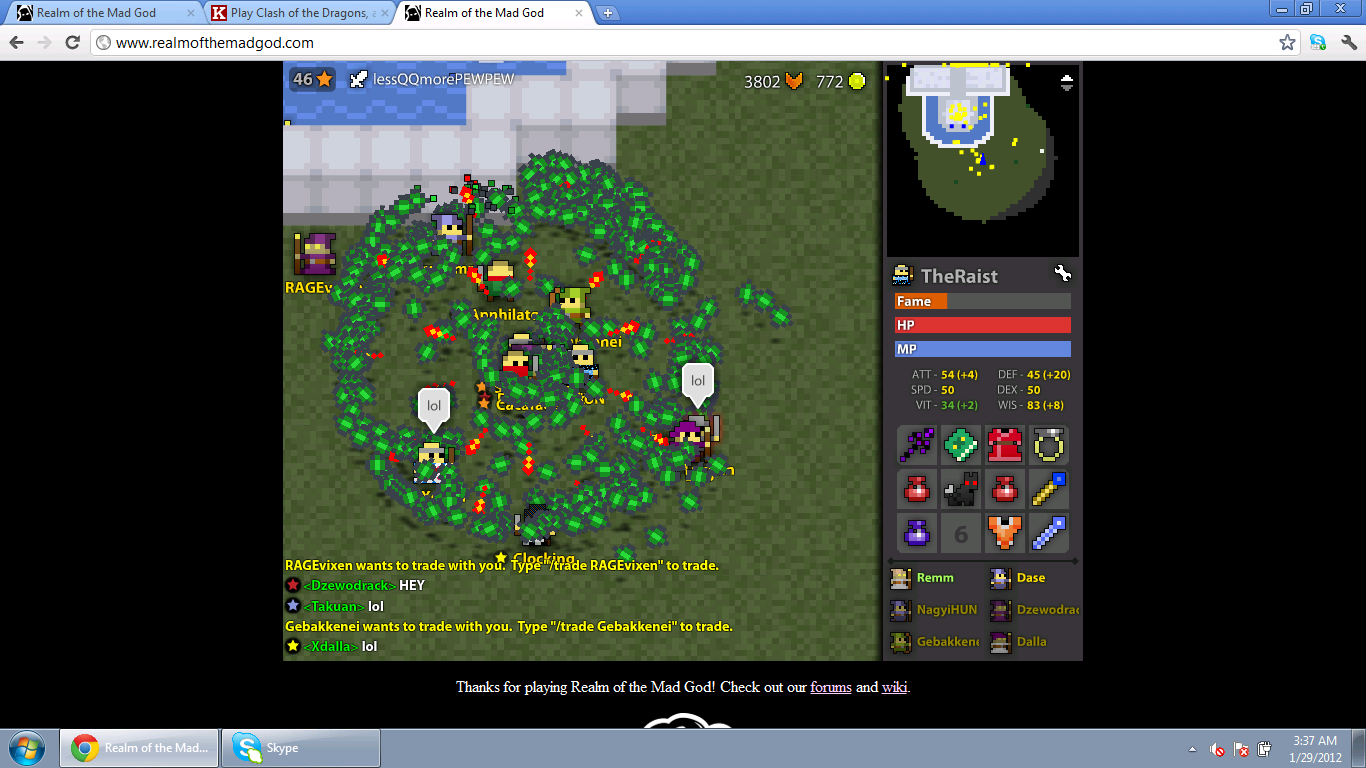 Realm of the Mad God
Play Clash of the Dragons, a
Realm of the Mad God
www.realmofthemadgod.com
46 lessQQmorePEWPEW 3802 772
RAGEv
Annhilato
nei
UN
lol
lol
Clocking
RAGEvixen wants to trade with you. Type "/trade RAGEvixen" to trade.
<Dzewodrack> HEY
<Takuan> lol
Gebakkenei wants to trade with you. Type "/trade Gebakkenei" to trade.
<Xdalla> lol
TheRaist
Fame
HP
MP
ATT - 54 (+4) DEF - 45 (+20)
SPD - 50 DEX - 50
VIT - 34 (+2) WIS - 83 (+8)
6
Remm Dase
NagyiHUN Dzewodrac
Gebakkene Dalla
Thanks for playing Realm of the Mad God! Check out our forums and wiki.
Realm of the Mad... Skype
3:37 AM
1/29/2012